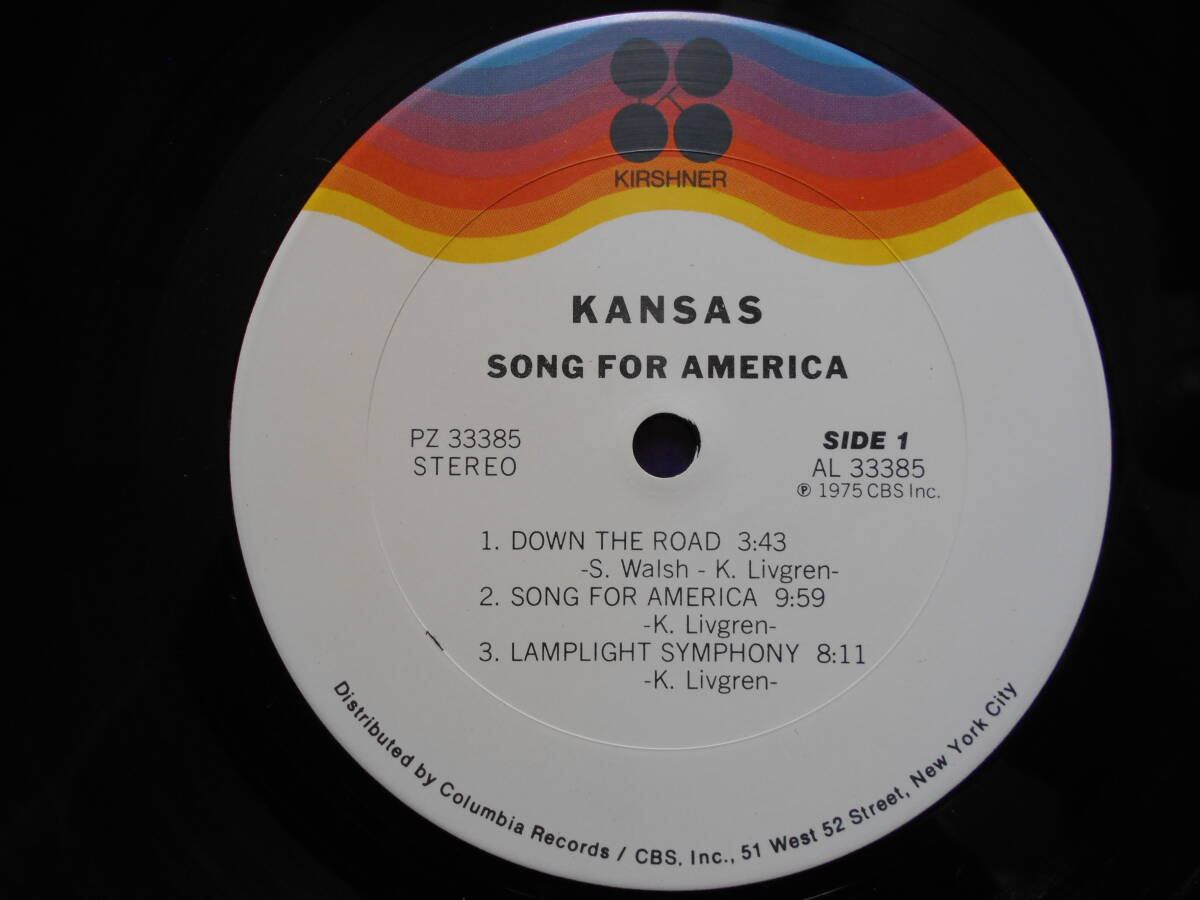 KIRSHNER
KANSAS
SONG FOR AMERICA
PZ 33385
STEREO
SIDE 1
AL 33385
℗ 1975 CBS Inc.
1. DOWN THE ROAD 3:43
-S. Walsh - K. Livgren-
2. SONG FOR AMERICA 9:59
-K. Livgren-
3. LAMPLIGHT SYMPHONY 8:11
-K. Livgren-
Distributed by Columbia Records / CBS, Inc., 51 West 52 Street, New York City